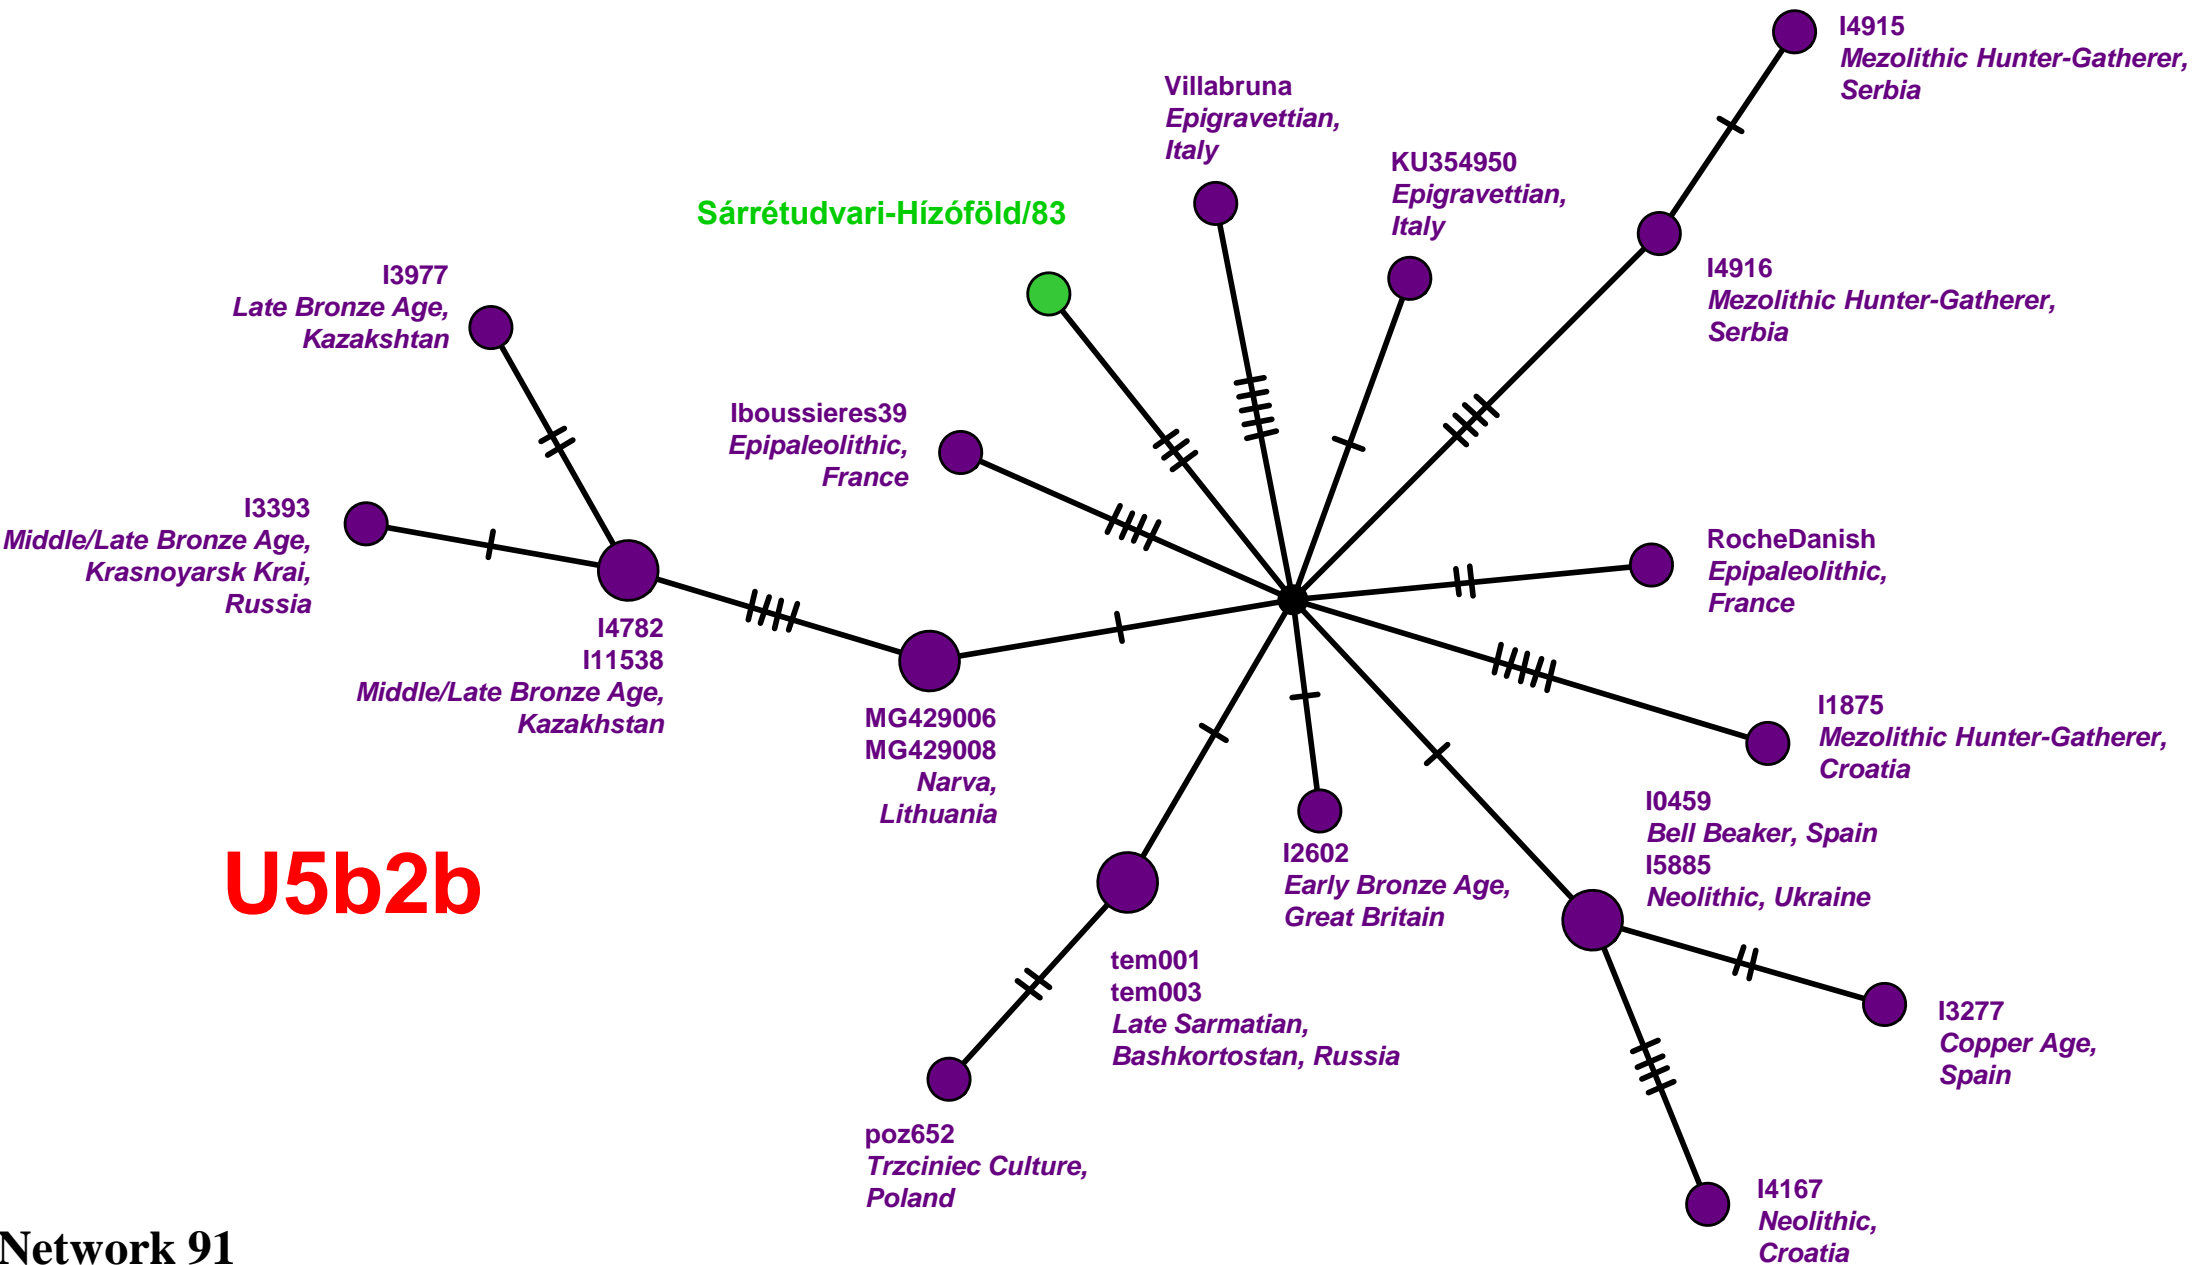 I4915
Mezolithic Hunter-Gatherer,
Serbia
Villabruna
Epigravettian,
Italy
KU354950
Epigravettian,
Italy
Sárrétudvari-Hízóföld/83
I4916
Mezolithic Hunter-Gatherer,
Serbia
I3977
Late Bronze Age,
Kazakshtan
Iboussieres39
Epipaleolithic,
France
I3393
Middle/Late Bronze Age,
Krasnoyarsk Krai,
Russia
RocheDanish
Epipaleolithic,
France
I4782
I11538
Middle/Late Bronze Age,
Kazakhstan
MG429006
MG429008
Narva,
Lithuania
I1875
Mezolithic Hunter-Gatherer,
Croatia
I0459
Bell Beaker, Spain
I5885
Neolithic, Ukraine
I2602
Early Bronze Age,
Great Britain
U5b2b
tem001
tem003
Late Sarmatian,
Bashkortostan, Russia
I3277
Copper Age,
Spain
poz652
Trzciniec Culture,
Poland
I4167
Neolithic,
Croatia
Network 91